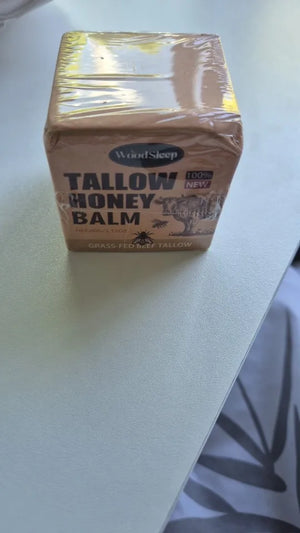 WoodSleep
TALLOW
100%
NEW
HONEY
BALM
GRASS-FED BEEF TALLOW